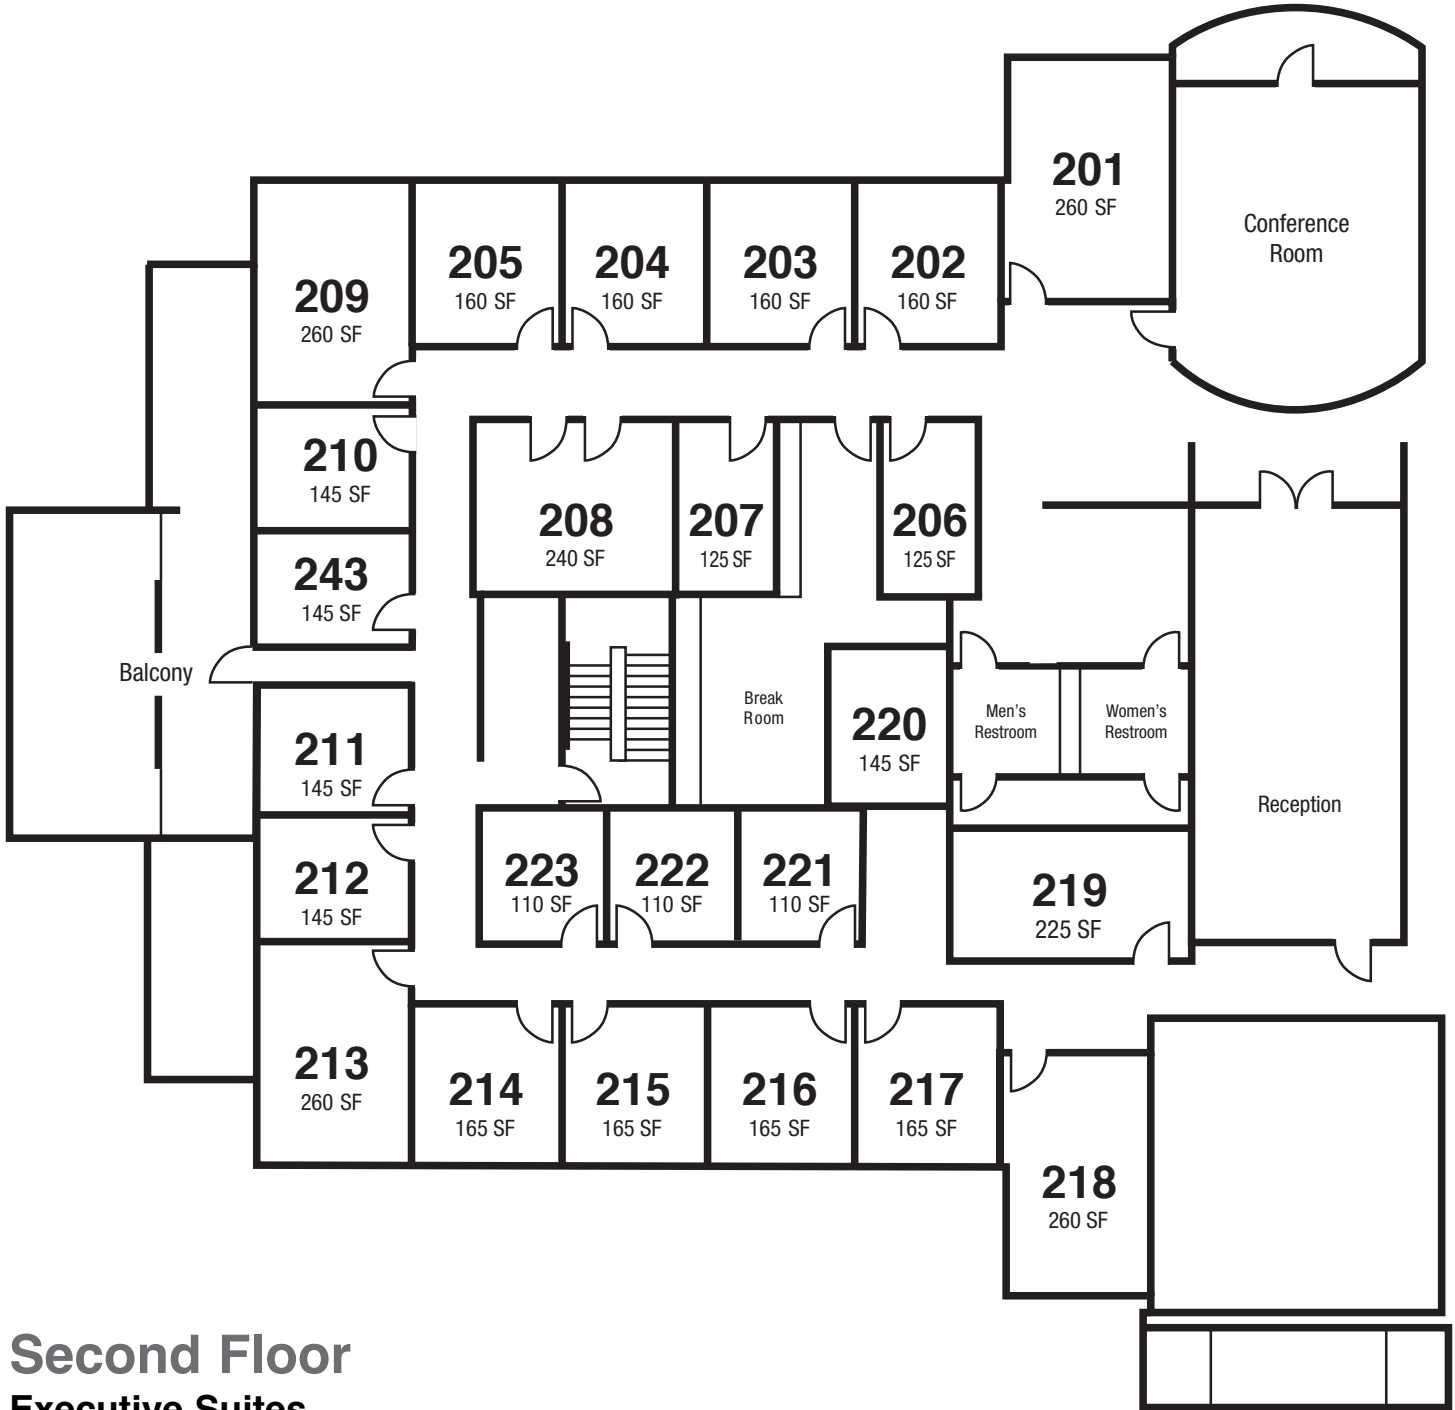 201
260 SF
Conference
Room
209
260 SF
205
160 SF
204
160 SF
203
160 SF
202
160 SF
210
145 SF
243
145 SF
208
240 SF
207
125 SF
206
125 SF
Balcony
211
145 SF
Break
Room
220
145 SF
Men's
Restroom
Women's
Restroom
Reception
212
145 SF
223
110 SF
222
110 SF
221
110 SF
219
225 SF
213
260 SF
214
165 SF
215
165 SF
216
165 SF
217
165 SF
218
260 SF
Second Floor
Executive Suites